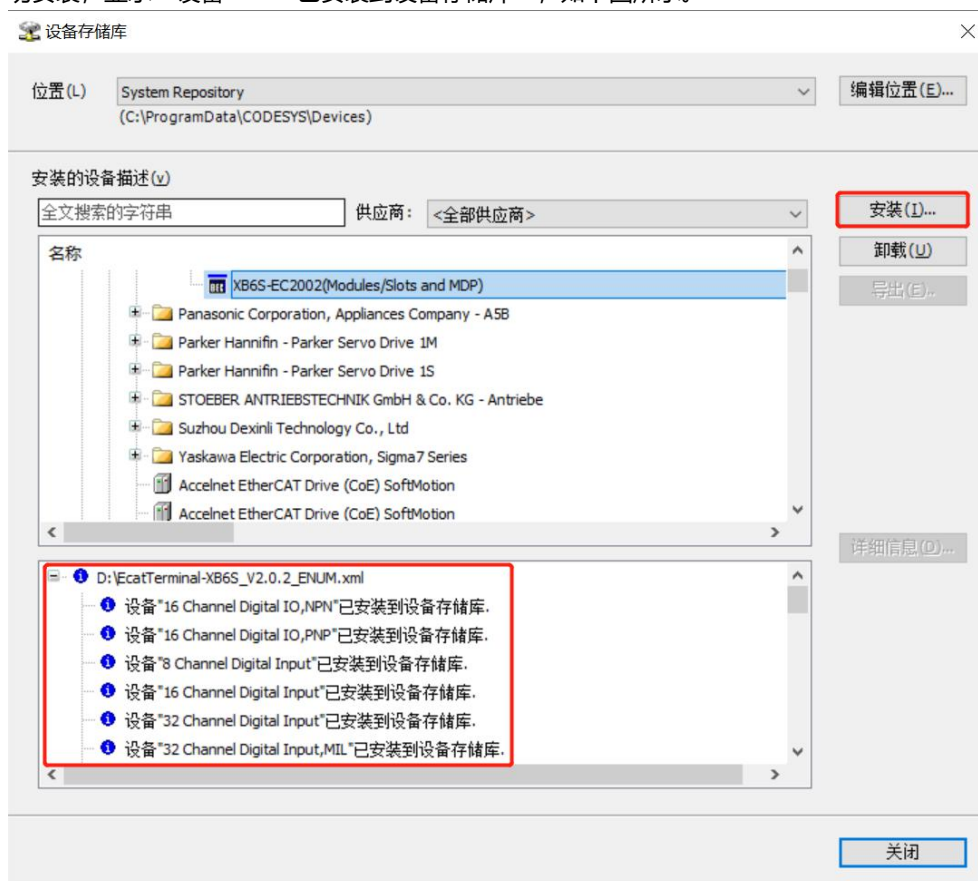 设备存储库
位置(L)
System Repository
编辑位置(E)...
(C:\ProgramData\CODESYS\Devices)
安装的设备描述(v)
全文搜索的字符串
供应商:
<全部供应商>
安装(I)...
名称
卸载(U)
XB6S-EC2002(Modules/Slots and MDP)
导出(E)..
Panasonic Corporation, Appliances Company - A5B
Parker Hannifin - Parker Servo Drive 1M
Parker Hannifin - Parker Servo Drive 1S
STOEBER ANTRIEBSTECHNIK GmbH & Co. KG - Antriebe
Suzhou Dexinli Technology Co., Ltd
Yaskawa Electric Corporation, Sigma7 Series
Accelnet EtherCAT Drive (CoE) SoftMotion
Accelnet EtherCAT Drive (CoE) SoftMotion
详细信息(D)...
D:\EcatTerminal-XB6S_V2.0.2_ENUM.xml
设备"16 Channel Digital IO,NPN"已安装到设备存储库.
设备"16 Channel Digital IO,PNP"已安装到设备存储库.
设备"8 Channel Digital Input"已安装到设备存储库.
设备"16 Channel Digital Input"已安装到设备存储库.
设备"32 Channel Digital Input"已安装到设备存储库.
设备"32 Channel Digital Input,MIL"已安装到设备存储库.
关闭